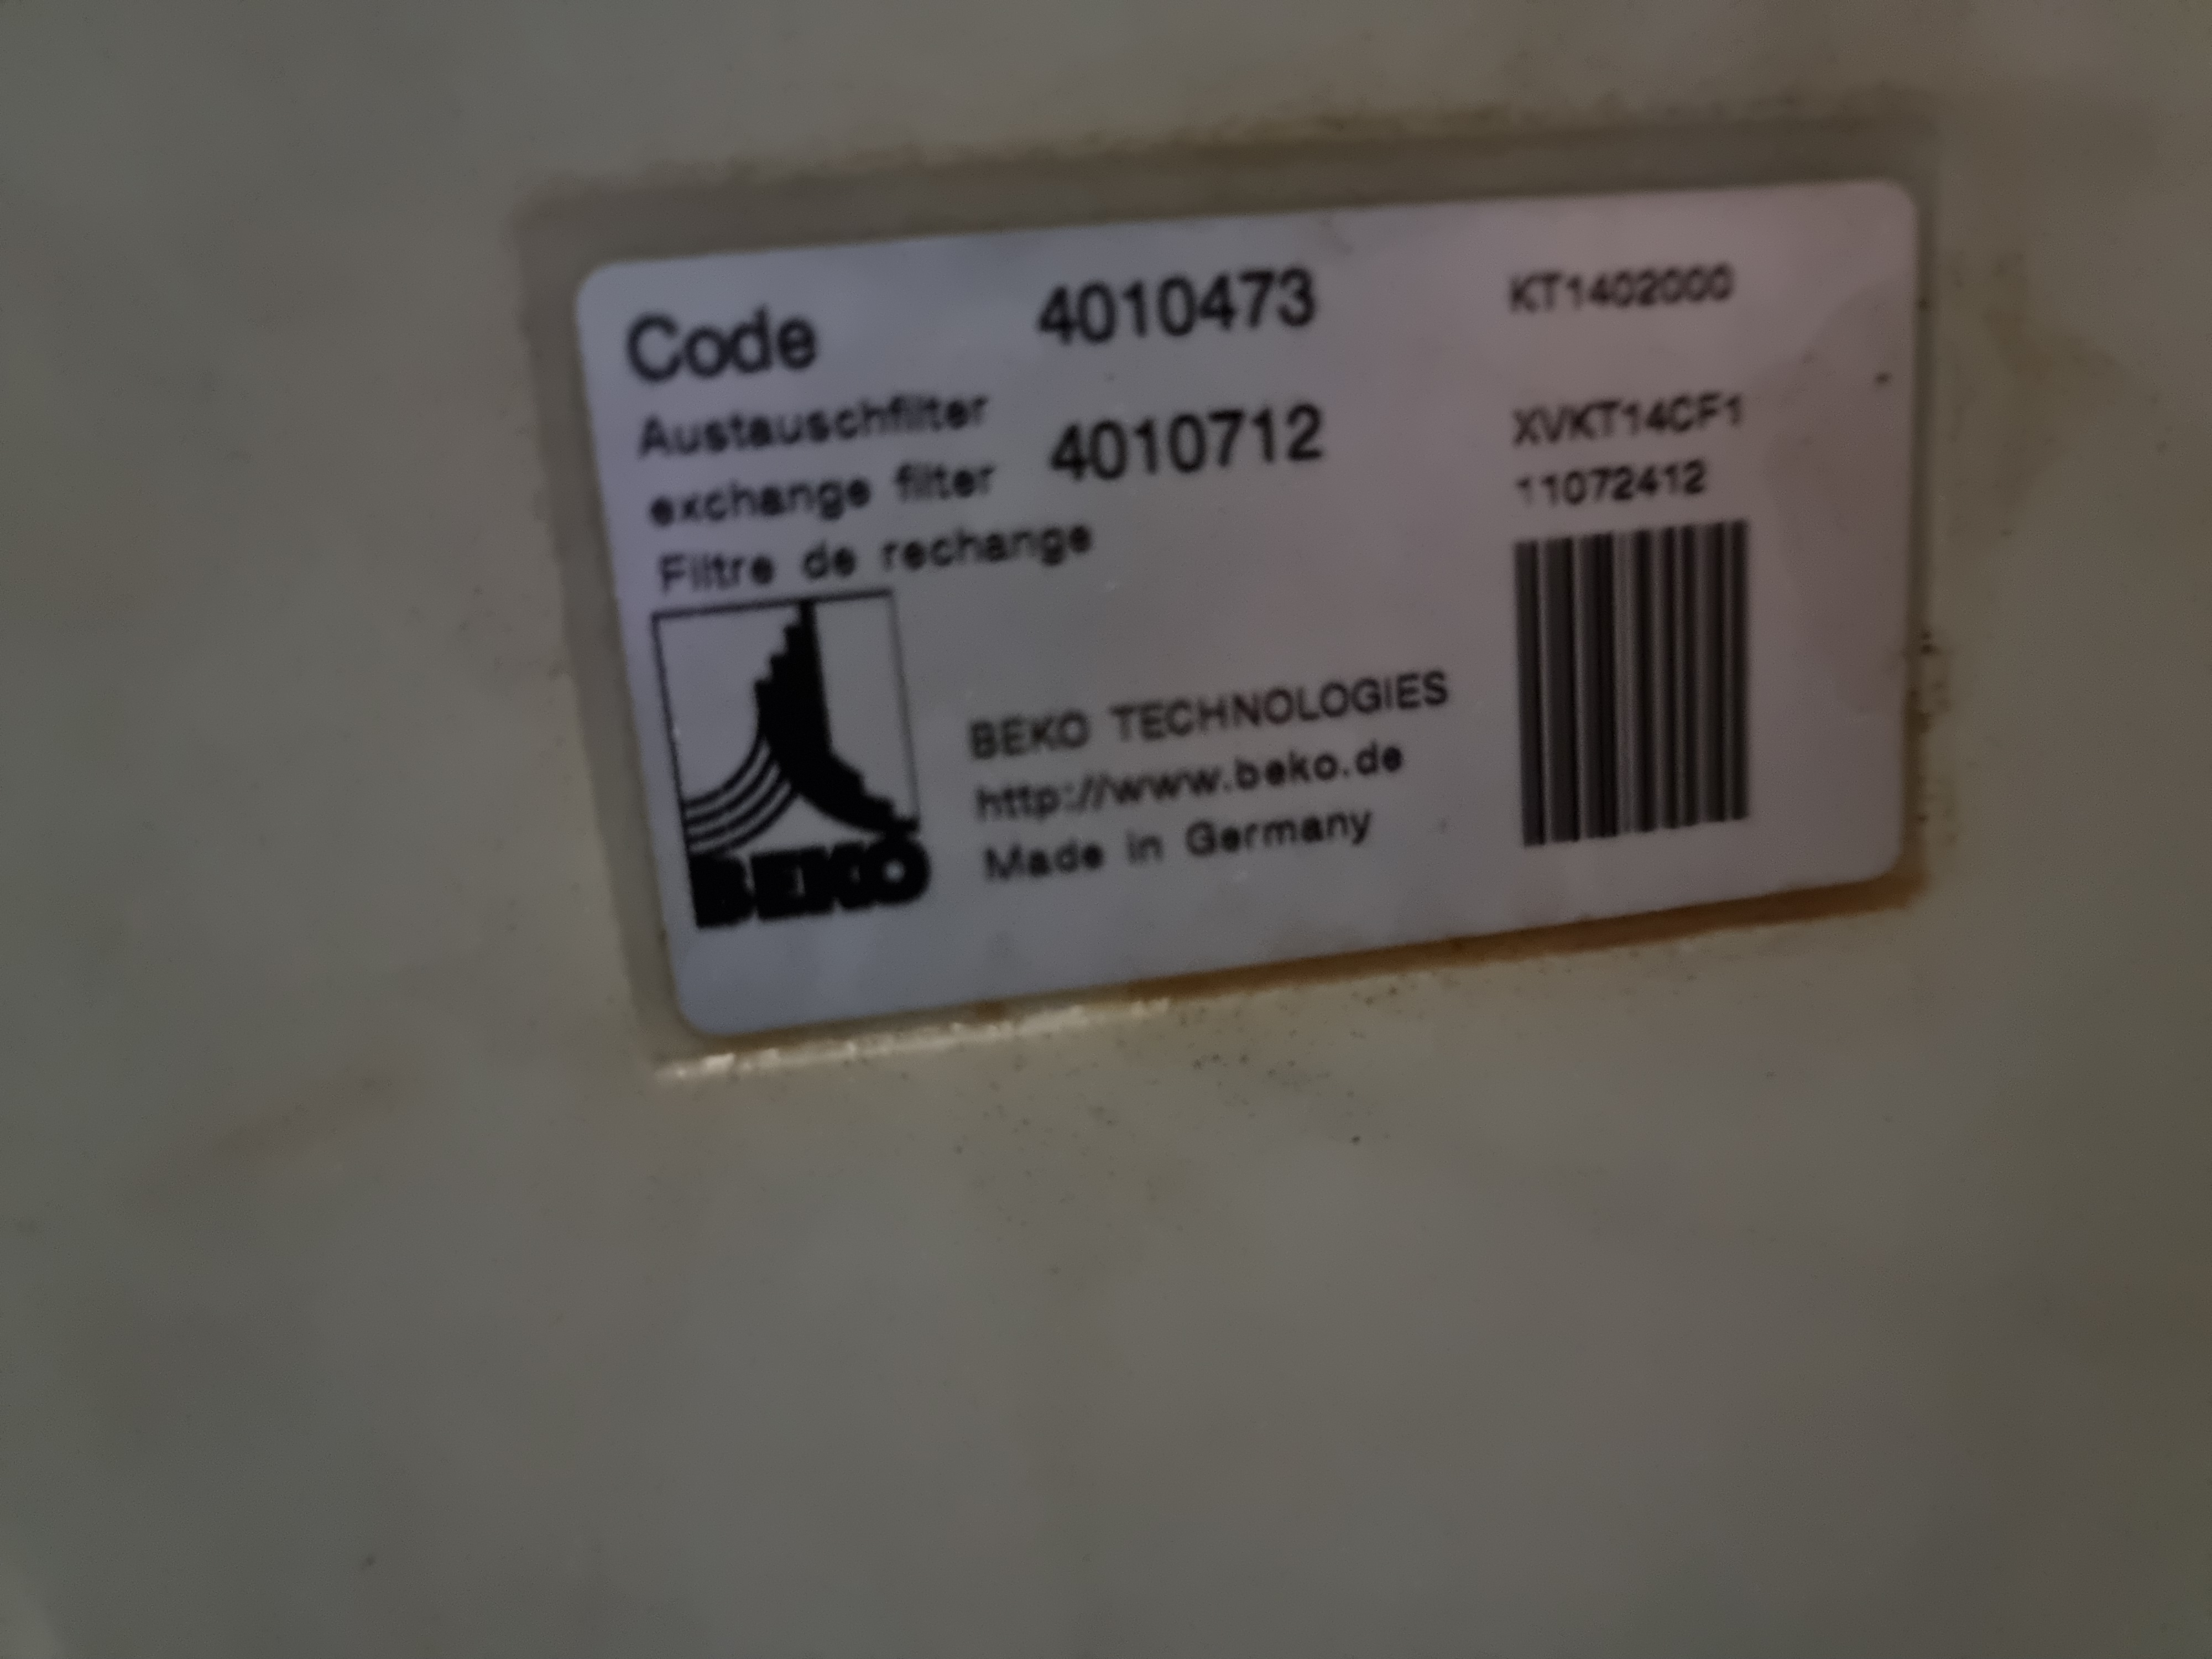 Code 4010473 KT1402000
Austauschfilter 4010712 XVKT14CF1
exchange filter 11072412
Filtre de rechange
BEKO TECHNOLOGIES
http://www.beko.de
Made in Germany
BEKO